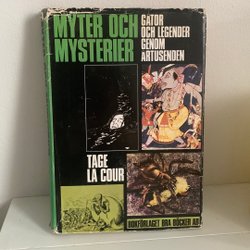 MYTER OCH
MYSTERIER
GÅTOR
OCH LEGENDER
GENOM
ÅRTUSENDEN
TAGE
LA COUR
BOKFÖRLAGET BRA BÖCKER AB